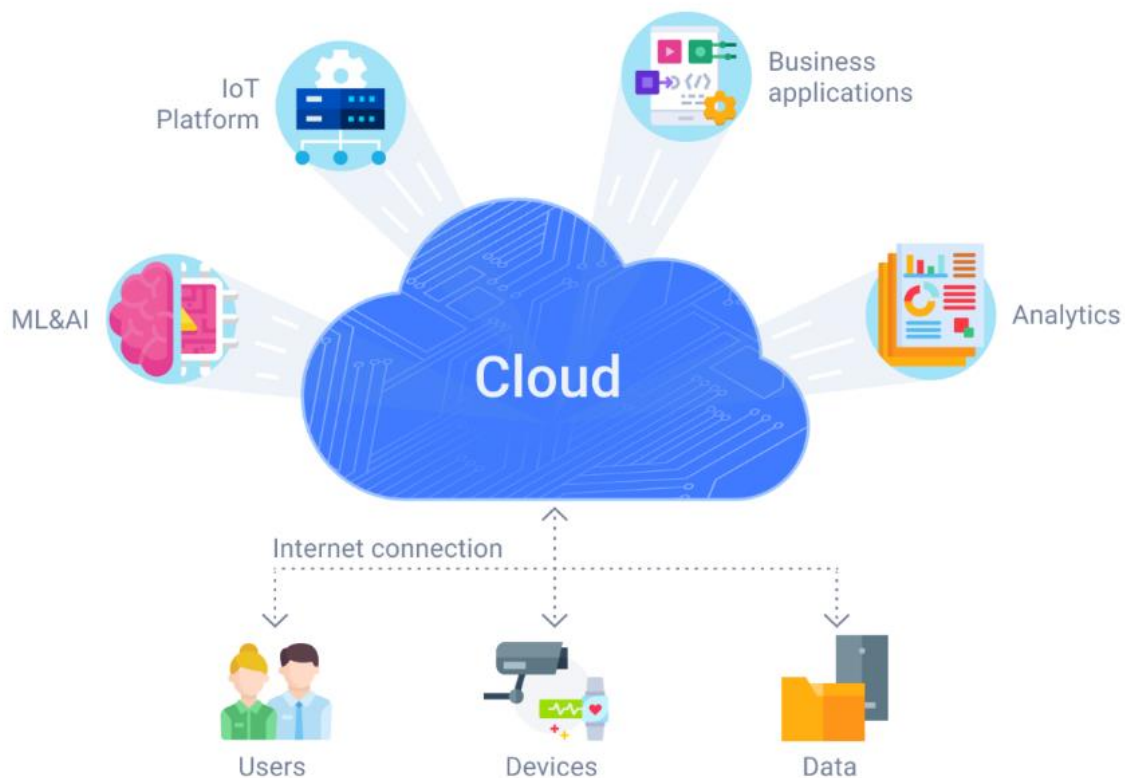 IoT
Platform
Business
applications
ML&AI
Analytics
Cloud
Internet connection
Users
Devices
Data